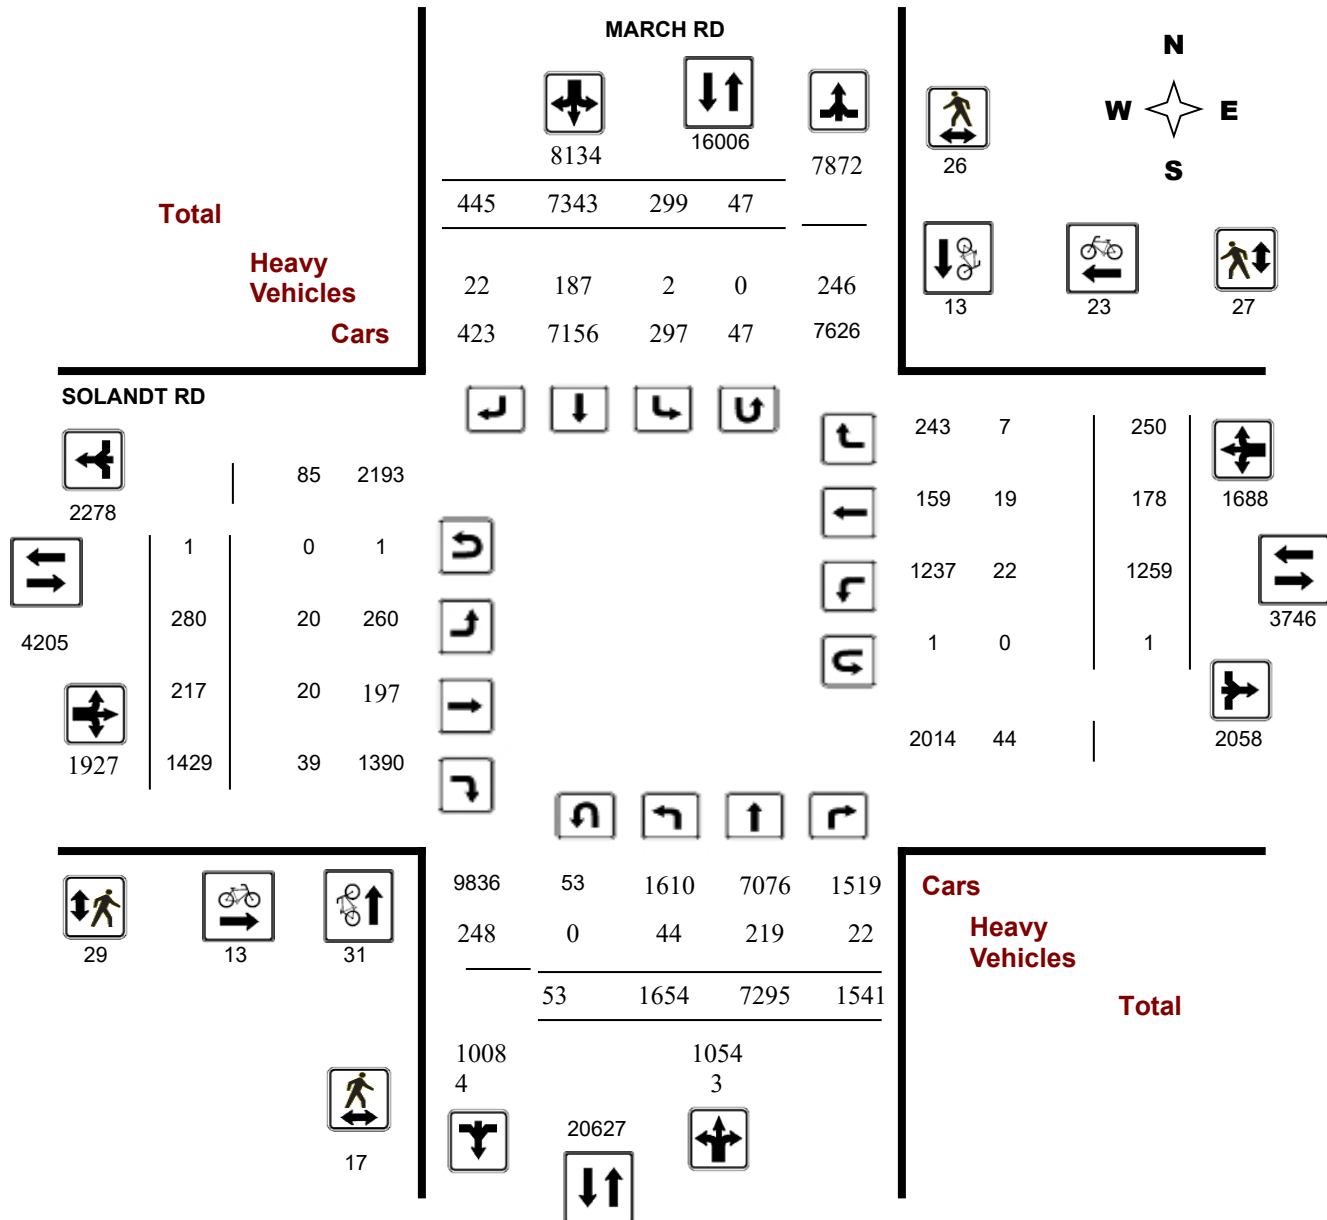 MARCH RD
N
W E
S
8134
16006
7872
26
Total
445 7343 299 47
Heavy
Vehicles
22 187 2 0 246
13 23 27
Cars
423 7156 297 47 7626
SOLANDT RD
243 7 250
85 2193
2278
159 19 178 1688
1 0 1
1237 22 1259
280 20 260
3746
4205
1 0 1
217 20 197
2014 44 2058
1927 1429 39 1390
9836 53 1610 7076 1519
Cars
248 0 44 219 22
Heavy
Vehicles
29 13 31
53 1654 7295 1541
Total
1008
4
1054
3
20627
17